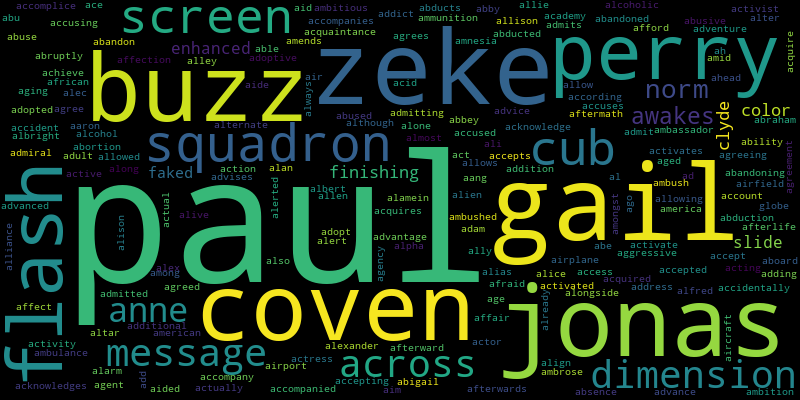 accomplice ace
abu accusing
screen
aid ambitious
accompanies
acquaintance
amends
addict
ammunition
abducts abby
agrees
allison
abducted
amnesia
allie
academy
admits
alcoholic
abandoned
adventure
afford
abusive
activist
alter
acquire
abuse
abandon
abruptly
enhanced able
affection alley adoptive
buzz
zeke
perry
ah
amid
ahead
achieve
african
aging alec
adopted agree
always
air
acid
aide
abused
although
admitting
advice
allow
according
accuses
norm
awakes
aftermath
clyde
color
abraham
accident aaron
albright alcohol
admiral abortion
adult allowed
alternate
squadron
alone
almost
abbey
accused
ali
acknowledge
admit ambassador
ability
activates
agreeing
agreement
cub
active along
faked
action alan
advises
finishing
act
allows
accepts
addition
al
aged
ad
ambush
abandoning
airfield
account
allowing
america
abduction
globe
afterlife
flash
advanced
alliance
paul
actual
alive
alison
alerted
albert
allen
alamein
acquires
adopt
alert
advantage
alpha
also
among
alex
agreed
agency
aang
alien
ambushed
adam
ally
gail
amongst
ago
abe
activate
aggressive
slide
accept
aboard
acting
adding
alias
afraid
age
affair
alice
airplane
access
activated
acquired
accepted
address
alongside
alfred
accidentally
already
affect
admitted
anne
altar
additional
american
activity
ambulance
message
coven
jonas
aircraft
alexander afterward
actor
airport
actress
across
align
ambrose
dimension
alarm
agent
add
aided
accompany
actually
accompanied
accepting
aim
abigail
afterwards
absence
advance
ambition
acknowledges